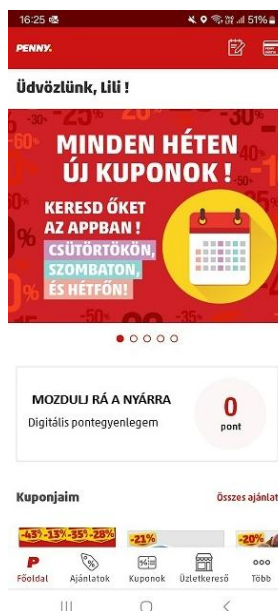 16:25
51%
PENNY.
Üdvözlünk, Lili !
MINDEN HÉTEN
ÚJ KUPONOK !
KERESD ŐKET
AZ APPBAN !
CSÜTÖRTÖKÖN,
SZOMBATON,
ÉS HÉTFŐN!
MOZDULJ RÁ A NYÁRRA
Digitális pontegyenlegem
0
pont
Kuponjaim
Összes ajánlat
-43% -13% -35% -28%
-21%
-20%
Főoldal
Ajánlatok
Kuponok
Üzletkereső
Több